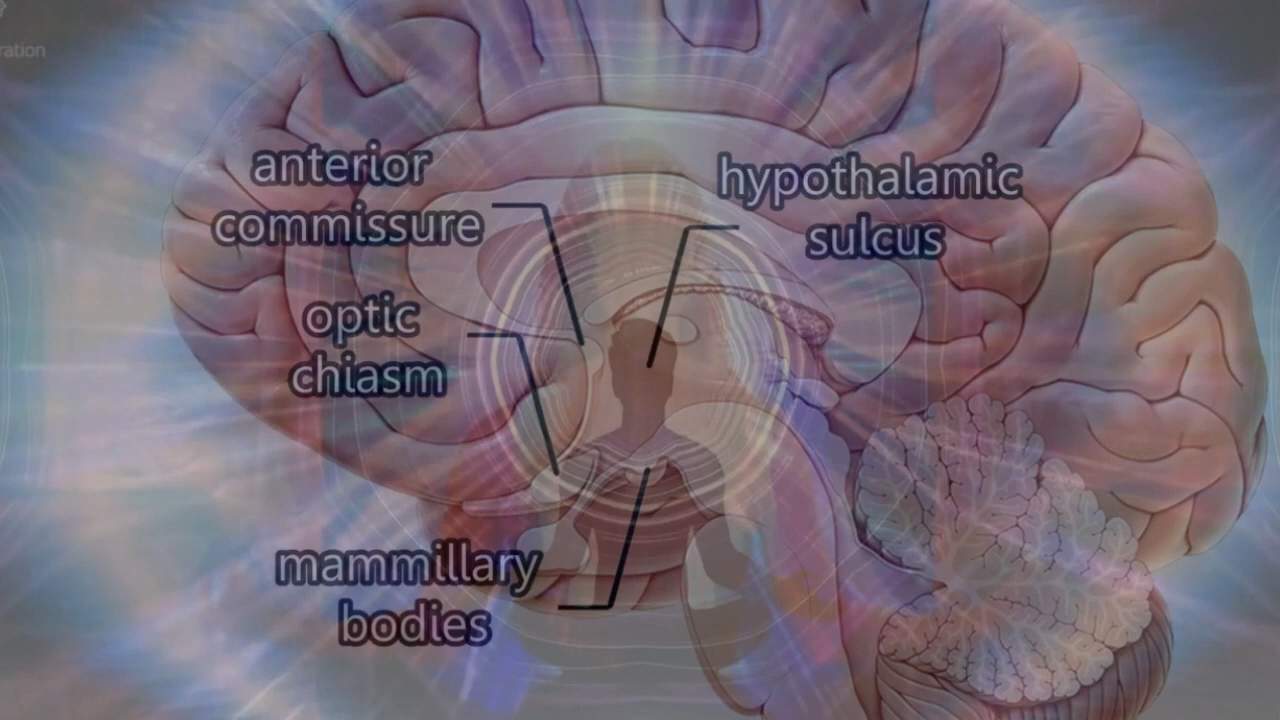 anterior
commissure
hypothalamic
sulcus
optic
chiasm
mammillary
bodies